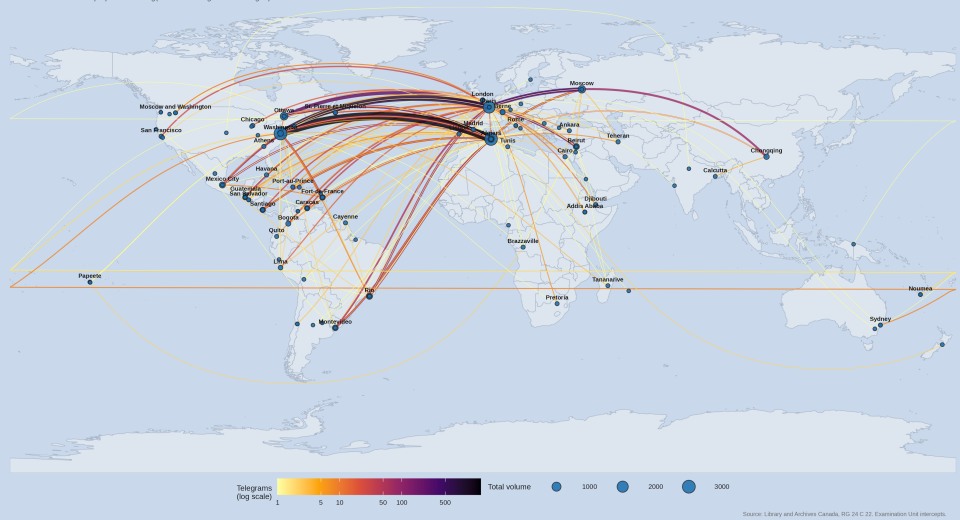 Moscow
London
Moscow and Washington
St. Pierre et Miquelon
Ottawa
Chicago
Madrid
Rome
Ankara
San Francisco
Washington
Algiers
Teheran
Athens
Tunis
Beirut
Cairo
Chongqing
Calcutta
Havana
Mexico City
Port-au-Prince
Guatemala
Fort-de-France
San Salvador
Djibouti
Santiago
Caracas
Addis Ababa
Bogota
Cayenne
Quito
Brazzaville
Lima
Papeete
Tananarive
Rio
Noumea
Pretoria
Montevideo
Sydney
Telegrams
(log scale)
1 5 10 50 100 500
Total volume 1000 2000 3000
Source: Library and Archives Canada, RG 24 C 22. Examination Unit intercepts.